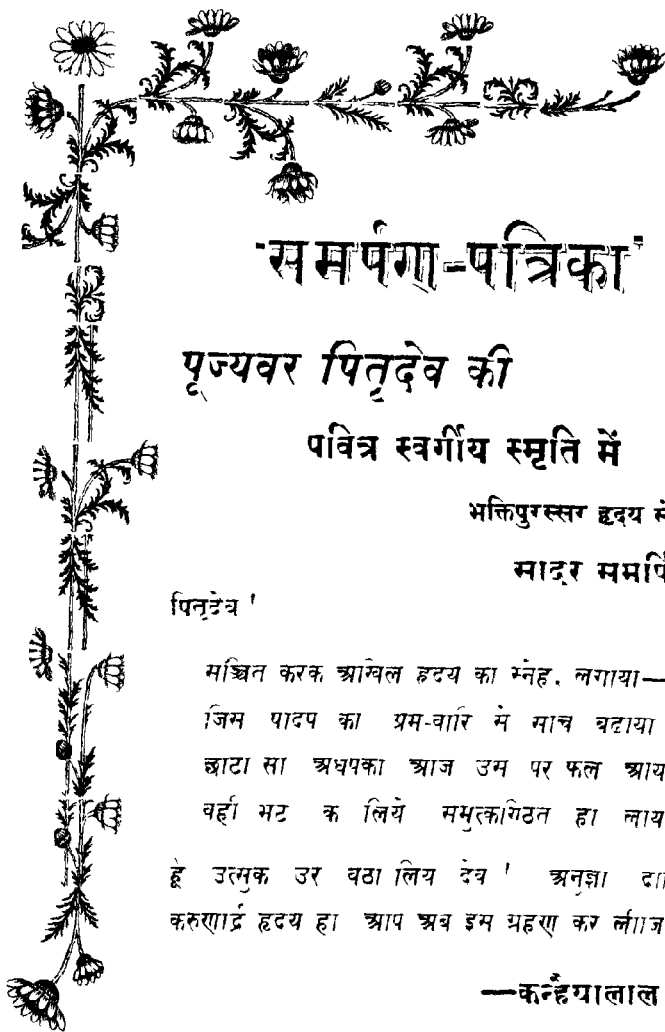 समर्पण-पत्रिका
पूज्यवर पितृदेव की
पवित्र स्वर्गीय स्मृति में
भक्तिपुरस्सर हृदय से
सादर समर्पि
पितृदेव !
सञ्चित करके अखिल हृदय का स्नेह, लगाया—
जिस पादप को प्रेम-वारि से सींच बढाया
छोटा सा अधपका आज उस पर फल आय
वही भेंट के लिये समुत्कण्ठित हो लाय
हूं उत्सुक उर बैठा लिये देव ! अनुज्ञा दी
करुणार्द्र हृदय हो आप अब इसे ग्रहण कर लीजि
—कन्हैयालाल